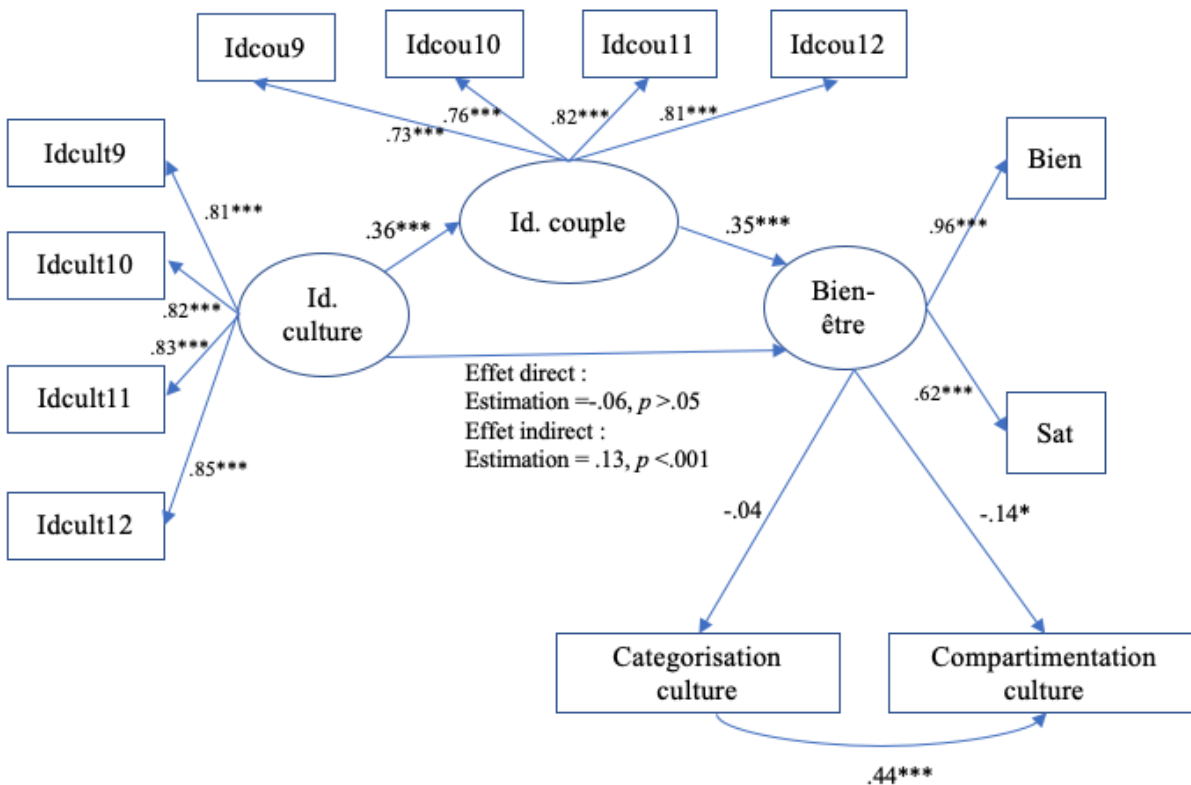 Idcou9
Idcou10
Idcou11
Idcou12
.73***
.76***
.82***
.81***
Idcult9
Idcult10
Idcult11
Idcult12
.81***
.82***
.83***
.85***
Id.
culture
.36***
Id. couple
.35***
Bien-
être
Bien
.96***
Sat
.62***
Effet direct :
Estimation =-.06, p >.05
Effet indirect :
Estimation = .13, p <.001
-.04
-.14*
Categorisation
culture
Compartimentation
culture
.44***